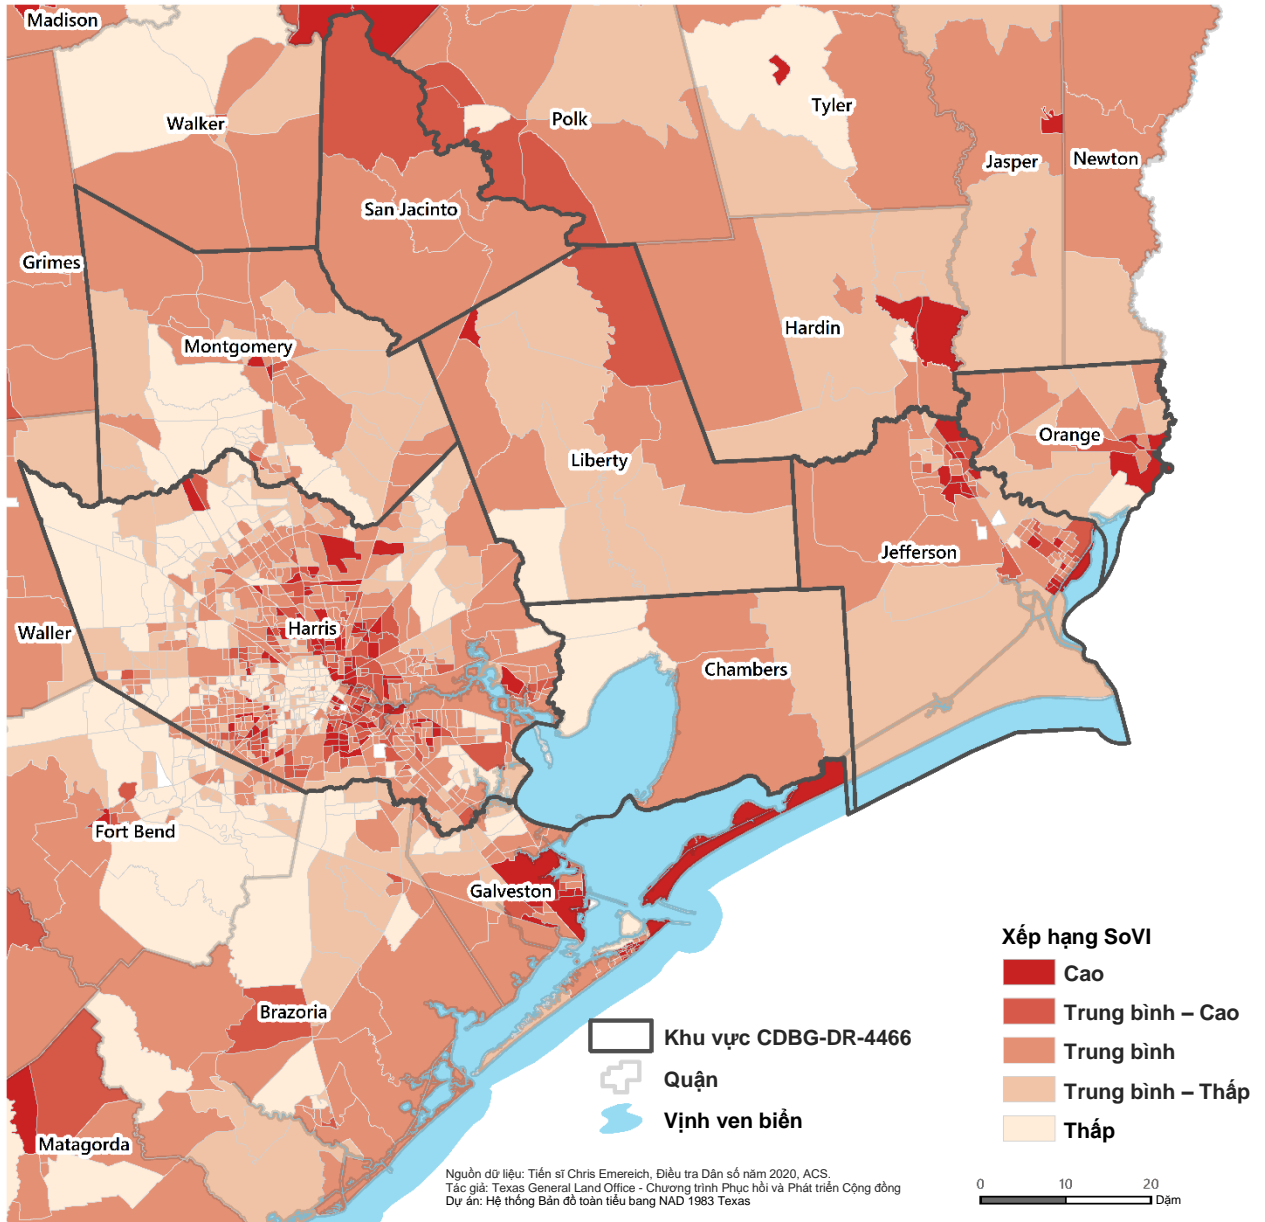 Madison
Walker
Polk
Tyler
Jasper
Newton
San Jacinto
Grimes
Montgomery
Hardin
Liberty
Orange
Jefferson
Waller
Harris
Chambers
Fort Bend
Galveston
Brazoria
Matagorda
Xếp hạng SoVI
Cao
Trung bình – Cao
Trung bình
Trung bình – Thấp
Thấp
Khu vực CDBG-DR-4466
Quận
Vịnh ven biển
Nguồn dữ liệu: Tiến sĩ Chris Emereich, Điều tra Dân số năm 2020, ACS.
Tác giả: Texas General Land Office - Chương trình Phục hồi và Phát triển Cộng đồng
Dự án: Hệ thống Bản đồ toàn tiểu bang NAD 1983 Texas
0 10 20
Dặm